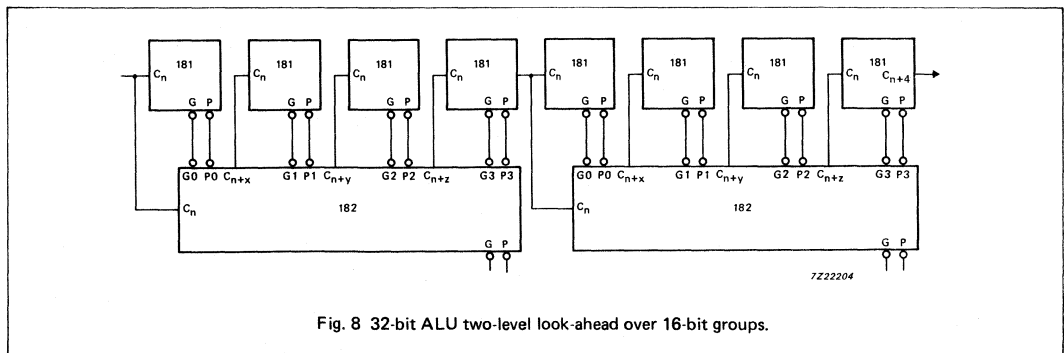 181 181 181 181 181 181 181 181
Cn Cn Cn Cn Cn Cn Cn Cn Cn+4
G P G P G P G P G P G P G P G P
G0 P0 Cn+x G1 P1 Cn+y G2 P2 Cn+z G3 P3 G0 P0 Cn+x G1 P1 Cn+y G2 P2 Cn+z G3 P3
Cn 182 Cn 182
G P G P
7Z22204
Fig. 8 32-bit ALU two-level look-ahead over 16-bit groups.